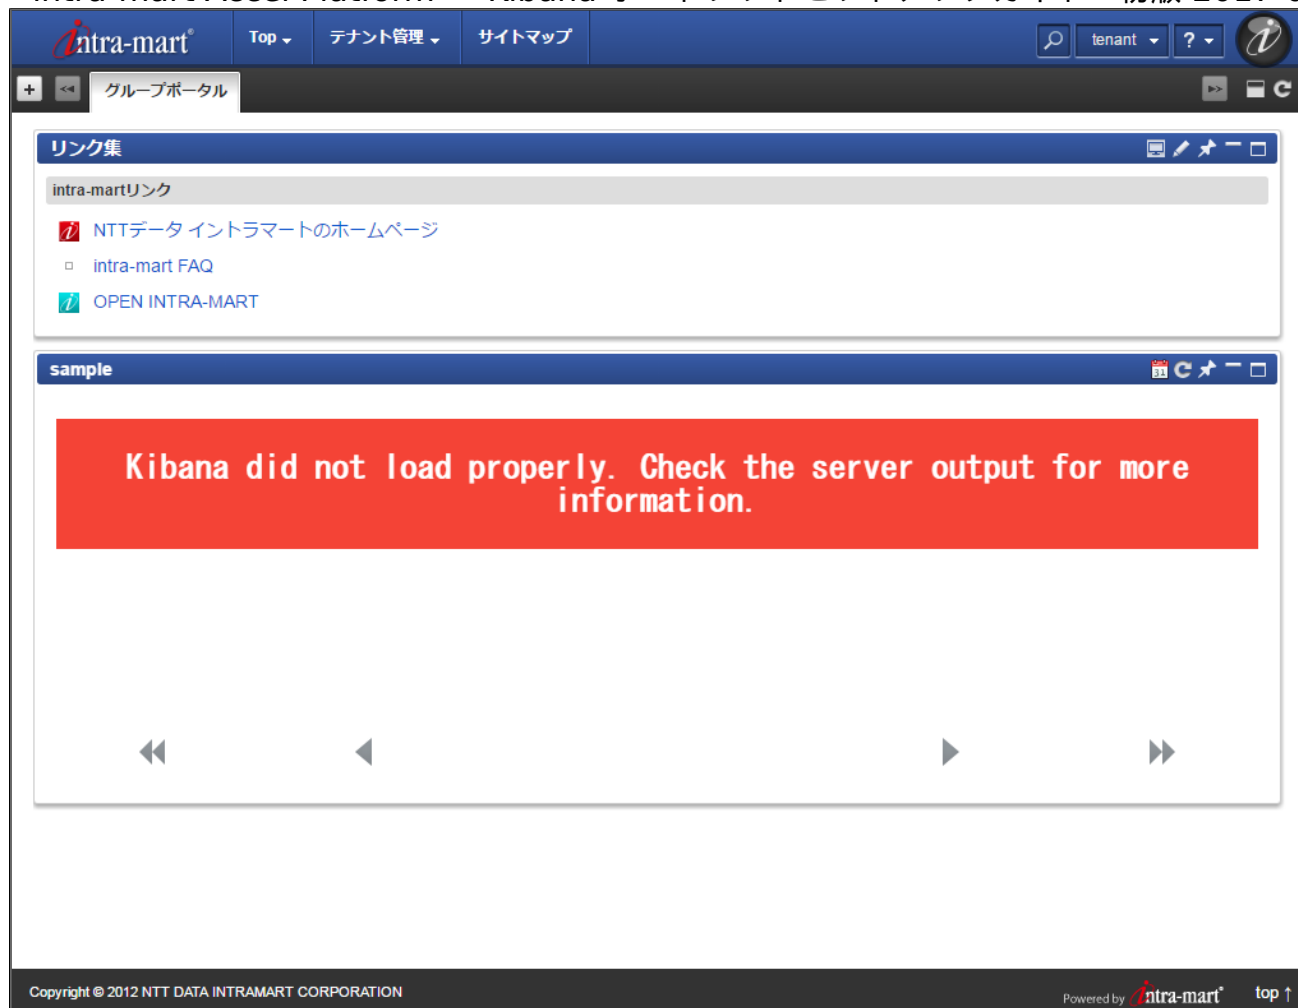 intra-mart
Top
テナント管理
サイトマップ
tenant
?
グループポータル
リンク集
intra-martリンク
NTTデータ イントラマートのホームページ
intra-mart FAQ
OPEN INTRA-MART
sample
31
Kibana did not load properly. Check the server output for more
information.
Copyright © 2012 NTT DATA INTRAMART CORPORATION
Powered by intra-mart
top ↑